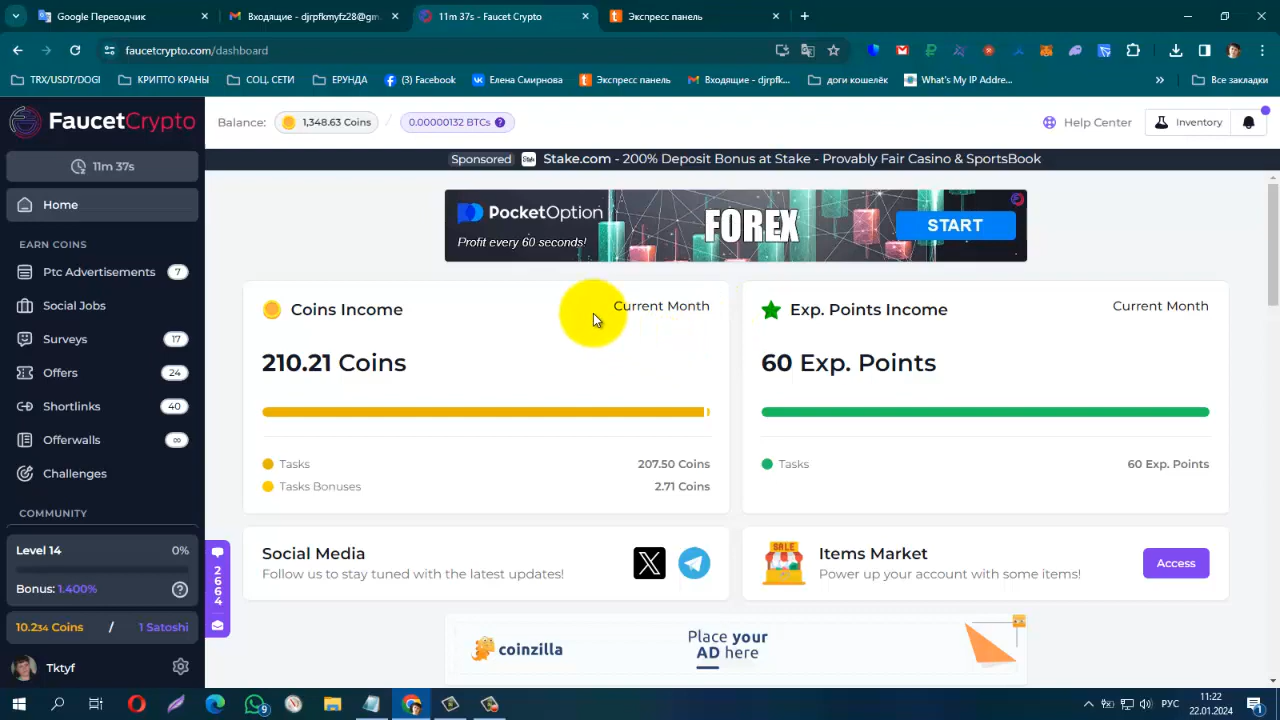 Google Переводчик
Входящие – djrpfkmyfz28@gm
11m 37s - Faucet Crypto
Экспресс панель
faucetcrypto.com/dashboard
TRX/USDT/DOGI
КРИПТО КРАНЫ
СОЦ. СЕТИ
ЕРУНДА
(3) Facebook
Елена Смирнова
Экспресс панель
Входящие – djrpfk...
доги кошелёк
What's My IP Addre...
»
Все закладки
FaucetCrypto
Balance: 1,348.63 Coins / 0.00000132 BTCs ?
Help Center
Inventory
11m 37s
Sponsored Stake.com - 200% Deposit Bonus at Stake - Provably Fair Casino & SportsBook
Home
EARN COINS
Ptc Advertisements 7
Social Jobs
Surveys 17
Offers 24
Shortlinks 40
Offerwalls ∞
Challenges
COMMUNITY
Level 14 0%
Bonus: 1.400% ?
10.234 Coins / 1 Satoshi
Tktyf
264
PocketOption
Profit every 60 seconds!
FOREX
START
Coins Income
Current Month
210.21 Coins
Tasks 207.50 Coins
Tasks Bonuses 2.71 Coins
Exp. Points Income
Current Month
60 Exp. Points
Tasks 60 Exp. Points
Social Media
Follow us to stay tuned with the latest updates!
SALE
Items Market
Power up your account with some items!
Access
coinzilla
Place your
AD here
9
РУС
11:22
22.01.2024
1